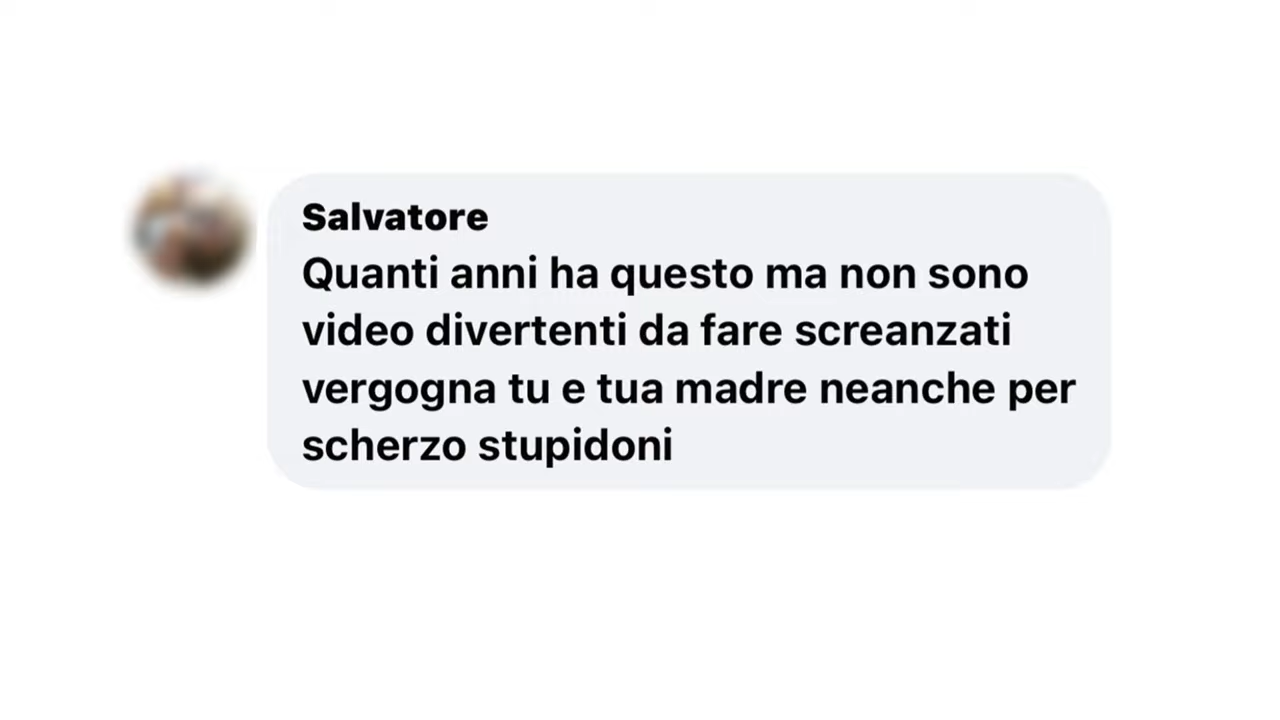 Salvatore
Quanti anni ha questo ma non sono
video divertenti da fare screanzati
vergogna tu e tua madre neanche per
scherzo stupidoni